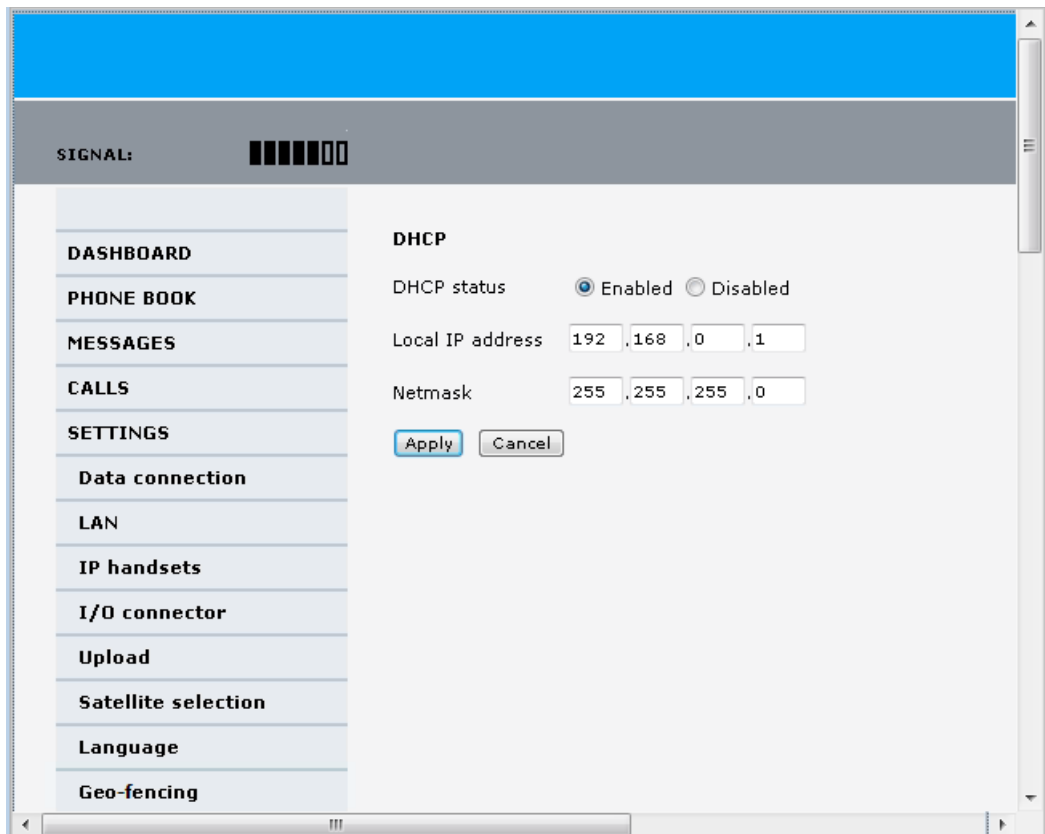 SIGNAL:
DASHBOARD
PHONE BOOK
MESSAGES
CALLS
SETTINGS
Data connection
LAN
IP handsets
I/O connector
Upload
Satellite selection
Language
Geo-fencing
DHCP
DHCP status Enabled Disabled
Local IP address 192 .168 .0 .1
Netmask 255 .255 .255 .0
Apply Cancel